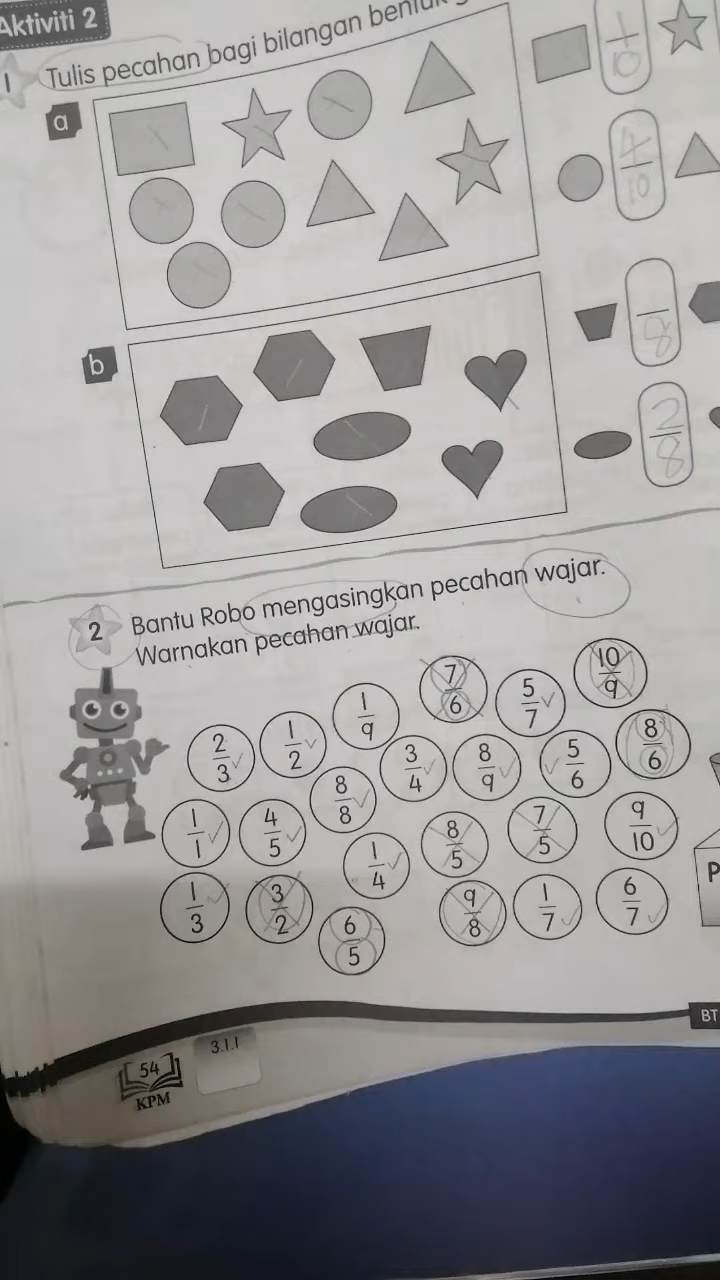 Aktiviti 2
1 Tulis pecahan bagi bilangan
a
1/10
4/10
b
1/8
2/8
2 Bantu Robo mengasingkan pecahan wajar.
Warnakan pecahan wajar.
2/3 1/2 1/9 7/6 5/7 10/9
3/4 8/9 5/6 8/6
1/1 4/5 8/8 8/5 7/5 9/10
1/4
1/3 3/2 6/5 9/8 1/7 6/7
P
BT
54
KPM
3.1.1